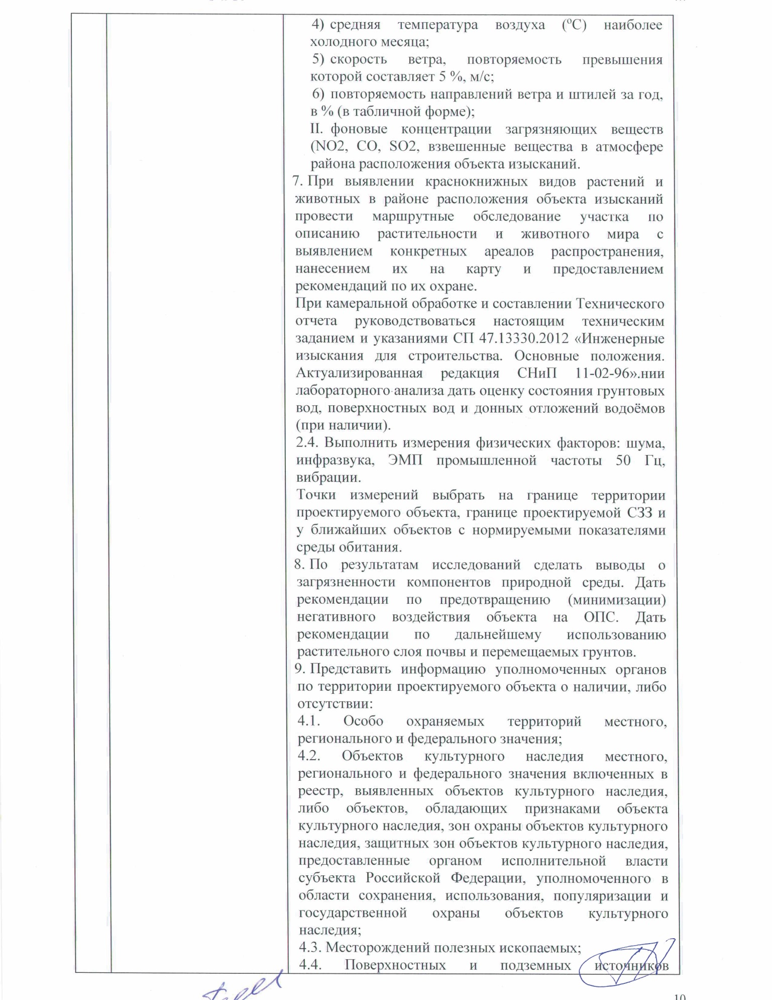 4) средняя температура воздуха (ºС) наиболее
холодного месяца;
5) скорость ветра, повторяемость превышения
которой составляет 5 %, м/с;
6) повторяемость направлений ветра и штилей за год,
в % (в табличной форме);
II. фоновые концентрации загрязняющих веществ
(NO2, CO, SO2, взвешенные вещества в атмосфере
района расположения объекта изысканий.
7. При выявлении краснокнижных видов растений и
животных в районе расположения объекта изысканий
провести маршрутные обследование участка по
описанию растительности и животного мира с
выявлением конкретных ареалов распространения,
нанесением их на карту и предоставлением
рекомендаций по их охране.
При камеральной обработке и составлении Технического
отчета руководствоваться настоящим техническим
заданием и указаниями СП 47.13330.2012 «Инженерные
изыскания для строительства. Основные положения.
Актуализированная редакция СНиП 11-02-96».нии
лабораторного анализа дать оценку состояния грунтовых
вод, поверхностных вод и донных отложений водоёмов
(при наличии).
2.4. Выполнить измерения физических факторов: шума,
инфразвука, ЭМП промышленной частоты 50 Гц,
вибрации.
Точки измерений выбрать на границе территории
проектируемого объекта, границе проектируемой СЗЗ и
у ближайших объектов с нормируемыми показателями
среды обитания.
8. По результатам исследований сделать выводы о
загрязненности компонентов природной среды. Дать
рекомендации по предотвращению (минимизации)
негативного воздействия объекта на ОПС. Дать
рекомендации по дальнейшему использованию
растительного слоя почвы и перемещаемых грунтов.
9. Представить информацию уполномоченных органов
по территории проектируемого объекта о наличии, либо
отсутствии:
4.1. Особо охраняемых территорий местного,
регионального и федерального значения;
4.2. Объектов культурного наследия местного,
регионального и федерального значения включенных в
реестр, выявленных объектов культурного наследия,
либо объектов, обладающих признаками объекта
культурного наследия, зон охраны объектов культурного
наследия, защитных зон объектов культурного наследия,
предоставленные органом исполнительной власти
субъекта Российской Федерации, уполномоченного в
области сохранения, использования, популяризации и
государственной охраны объектов культурного
наследия;
4.3. Месторождений полезных ископаемых;
4.4. Поверхностных и подземных источников
10